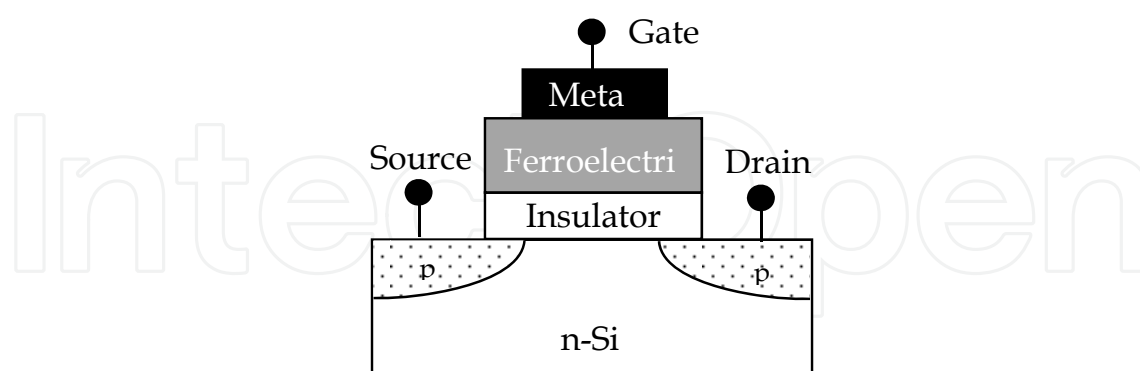 Gate
Meta
Source
Ferroelectri
Drain
Insulator
p
p
n-Si
IntechOpen